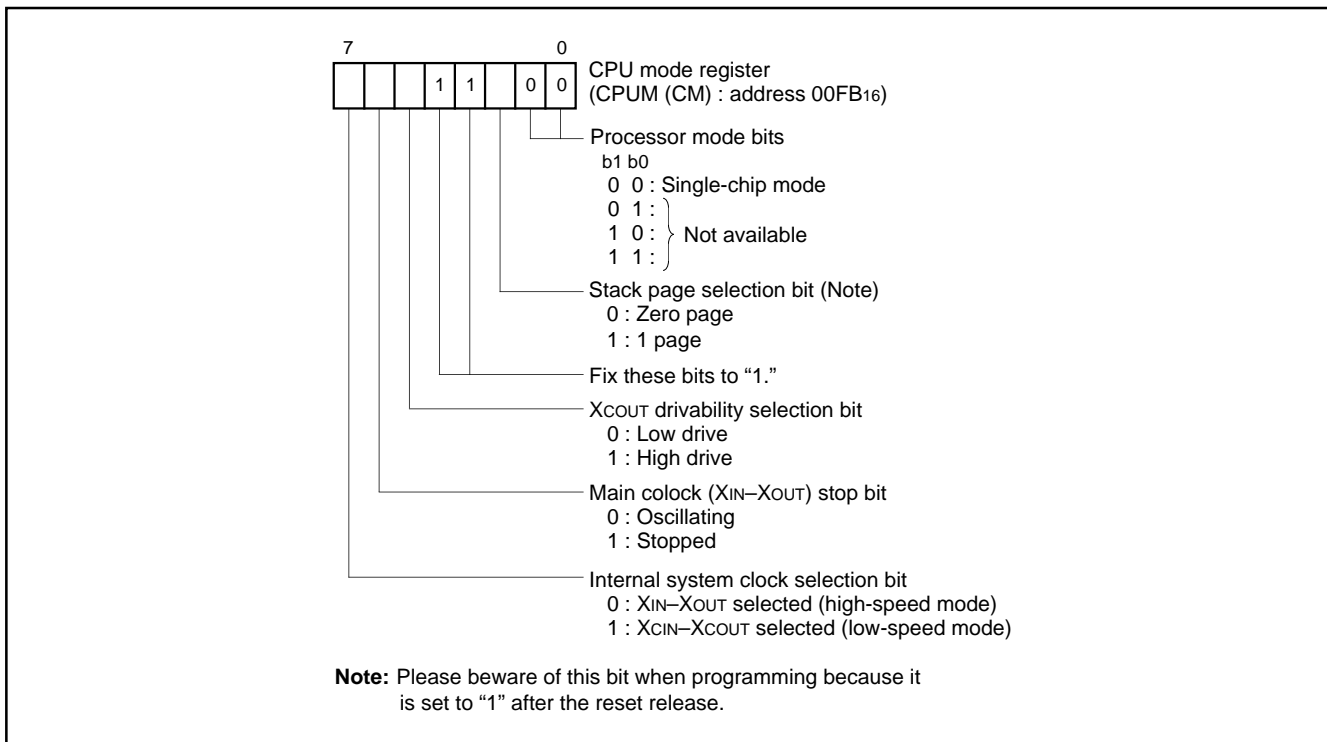 7 0
1 1 0 0
CPU mode register
(CPUM (CM) : address 00FB16)
Processor mode bits
b1 b0
0 0 : Single-chip mode
0 1 :
1 0 : Not available
1 1 :
Stack page selection bit (Note)
0 : Zero page
1 : 1 page
Fix these bits to “1.”
XCOUT drivability selection bit
0 : Low drive
1 : High drive
Main colock (XIN–XOUT) stop bit
0 : Oscillating
1 : Stopped
Internal system clock selection bit
0 : XIN–XOUT selected (high-speed mode)
1 : XCIN–XCOUT selected (low-speed mode)
Note: Please beware of this bit when programming because it
is set to “1” after the reset release.